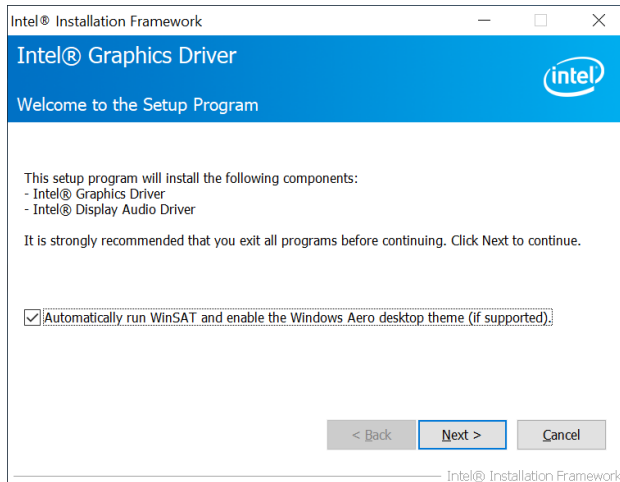 Intel® Installation Framework
Intel® Graphics Driver
intel
Welcome to the Setup Program
This setup program will install the following components:
- Intel® Graphics Driver
- Intel® Display Audio Driver
It is strongly recommended that you exit all programs before continuing. Click Next to continue.
Automatically run WinSAT and enable the Windows Aero desktop theme (if supported).
< Back
Next >
Cancel
Intel® Installation Framework